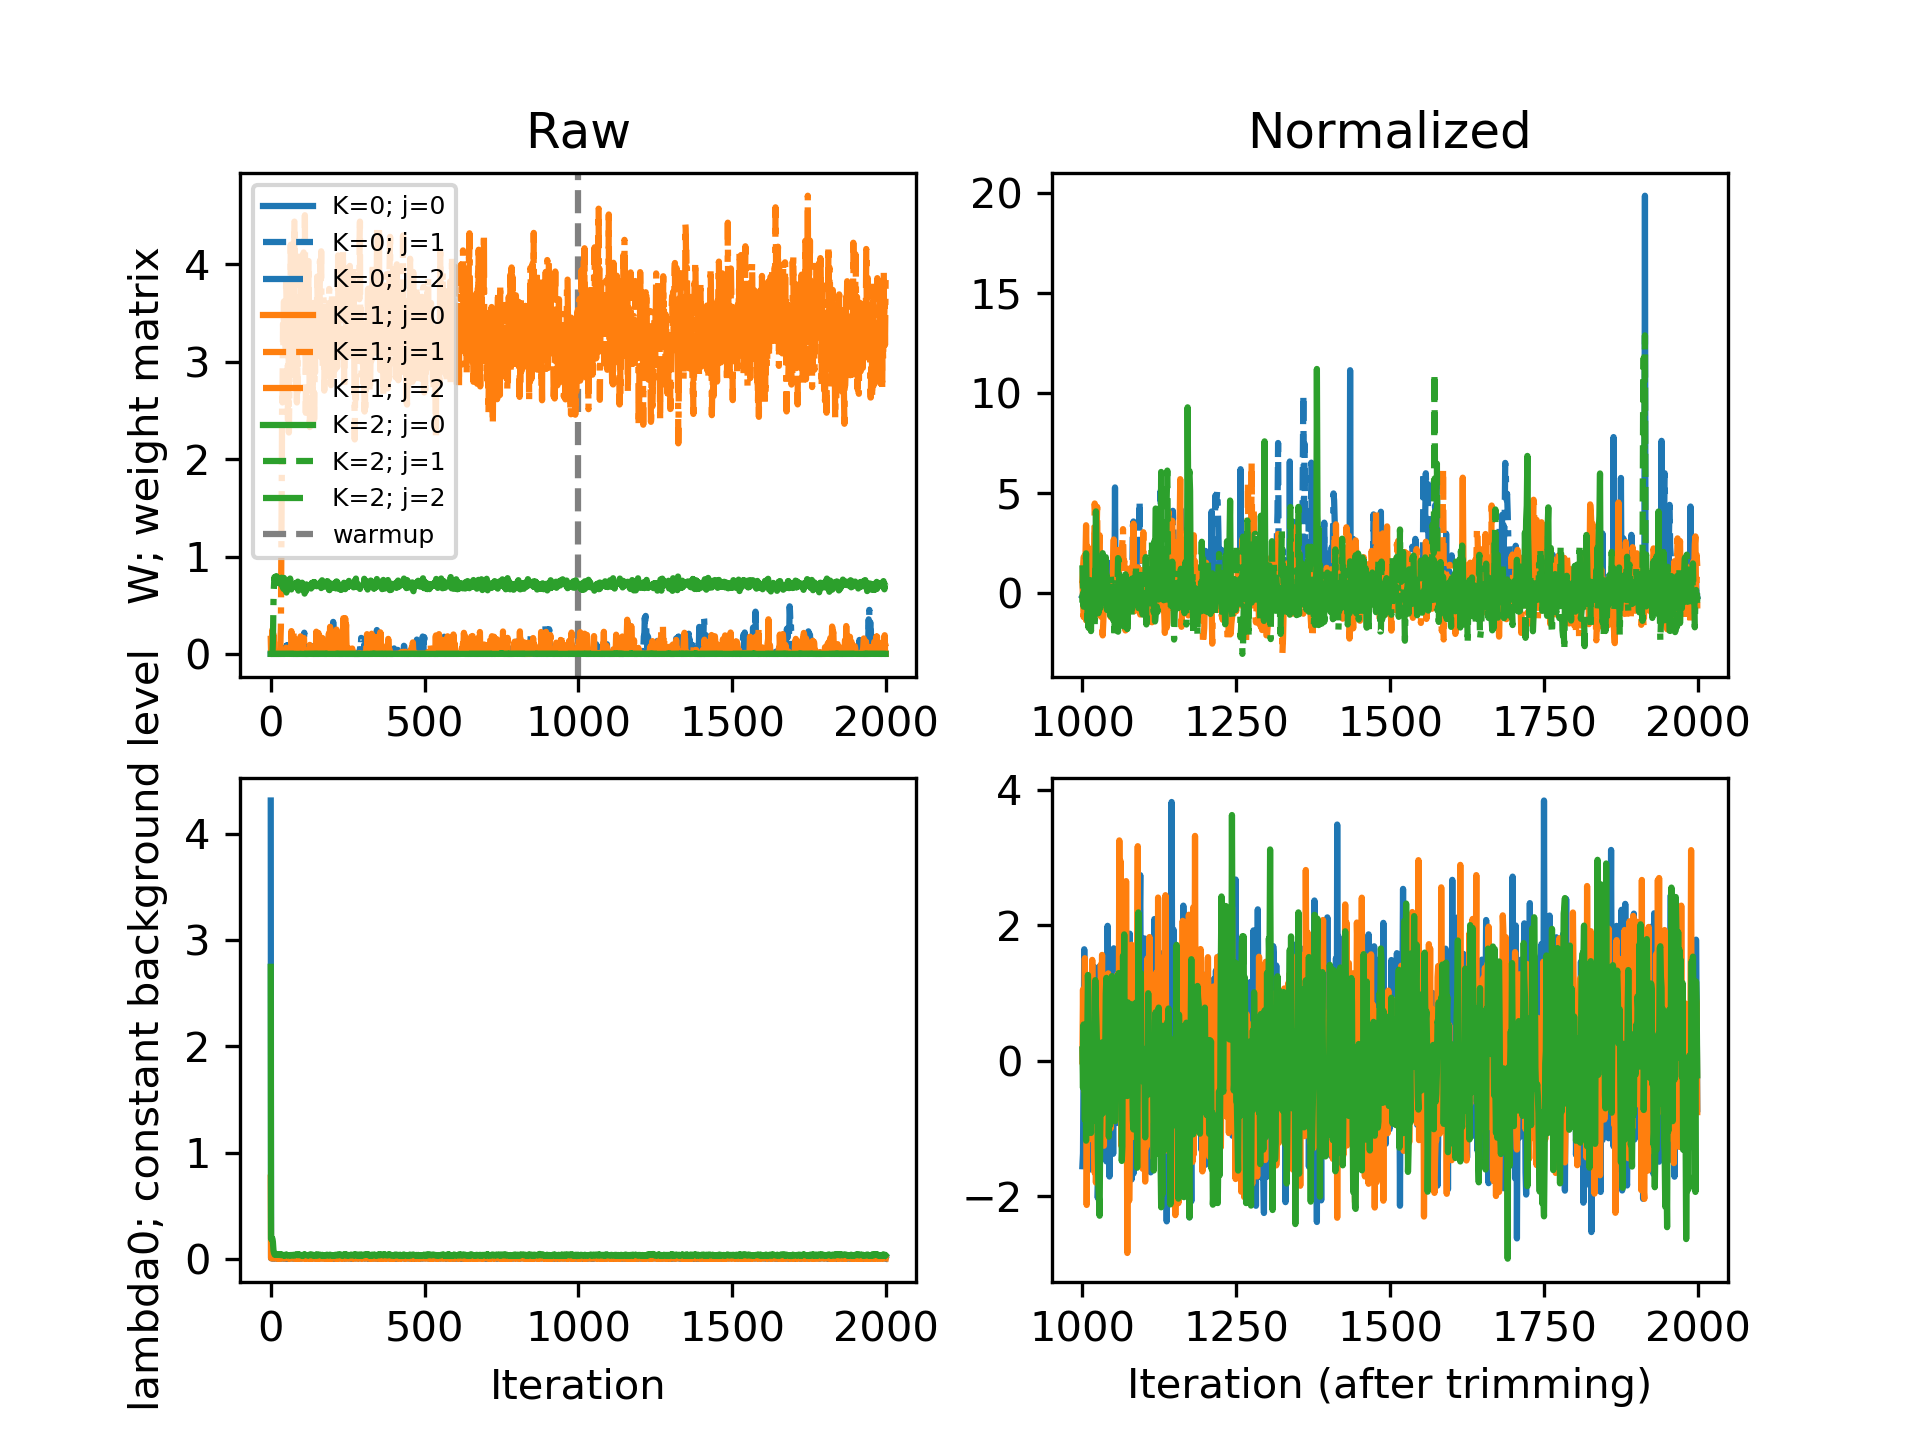 Raw
Normalized
W; weight matrix
4
3
2
1
0
K=0; j=0
K=0; j=1
K=0; j=2
K=1; j=0
K=1; j=1
K=1; j=2
K=2; j=0
K=2; j=1
K=2; j=2
warmup
0 500 1000 1500 2000
20
15
10
5
0
1000 1250 1500 1750 2000
lambda0; constant background level
4
3
2
1
0
0 500 1000 1500 2000
Iteration
4
2
0
−2
1000 1250 1500 1750 2000
Iteration (after trimming)